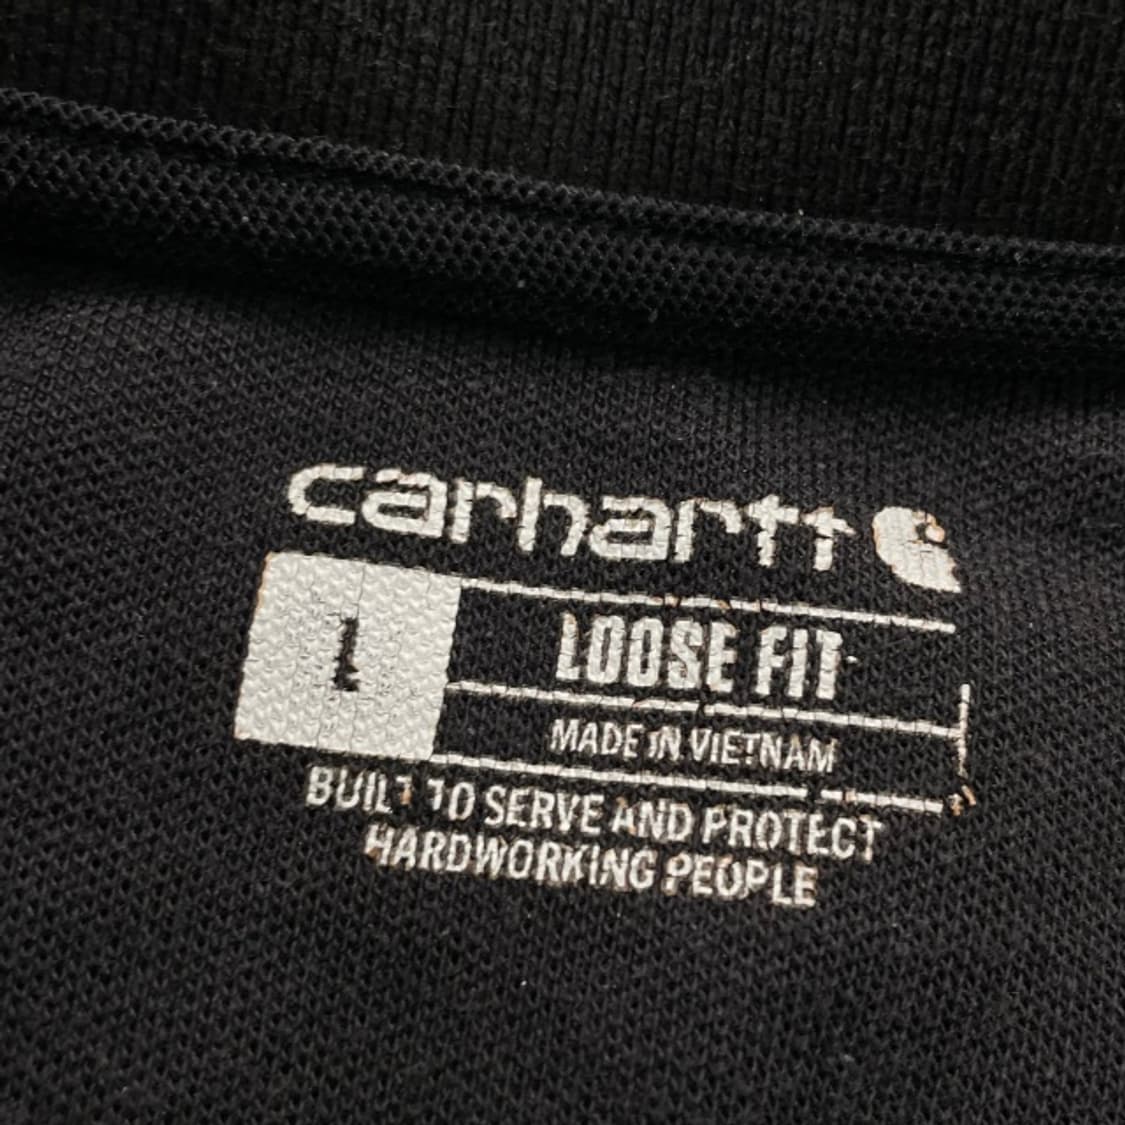 carhartt
L
LOOSE FIT
MADE IN VIETNAM
BUILT TO SERVE AND PROTECT
HARDWORKING PEOPLE